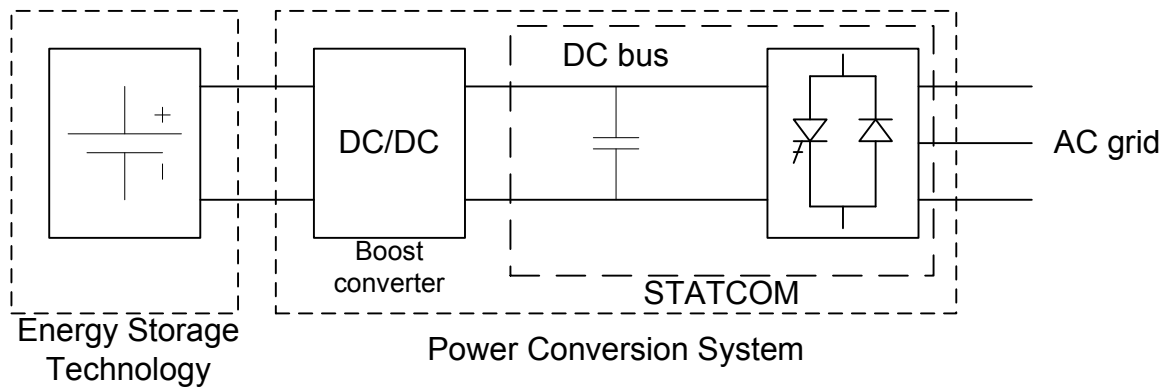 DC bus
+
DC/DC
AC grid
Boost
converter
STATCOM
Energy Storage
Technology
Power Conversion System